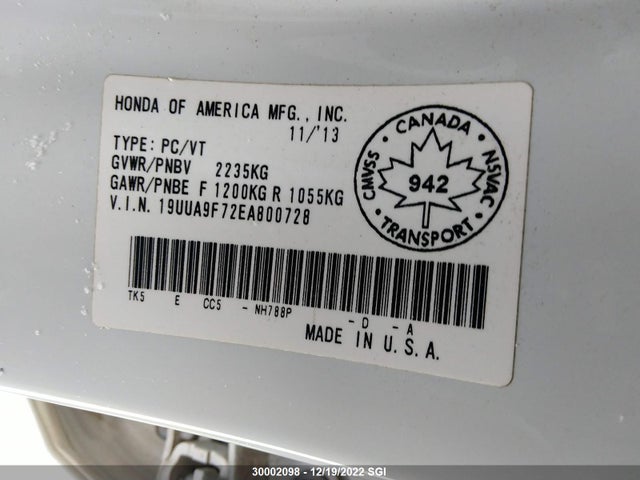 HONDA OF AMERICA MFG., INC.
11/'13
TYPE: PC/VT
GVWR/PNBV 2235KG
GAWR/PNBE F 1200KG R 1055KG
V.I.N. 19UUA9F72EA800728
CANADA
CMVSS
942
NSVAC
TRANSPORT
TK5 E CC5 - NH788P - D - A
MADE IN U.S.A.
30002098 - 12/19/2022 SGI